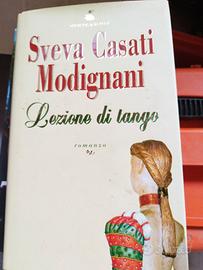 Sveva Casati
Modignani
Lezione di tango
romanzo